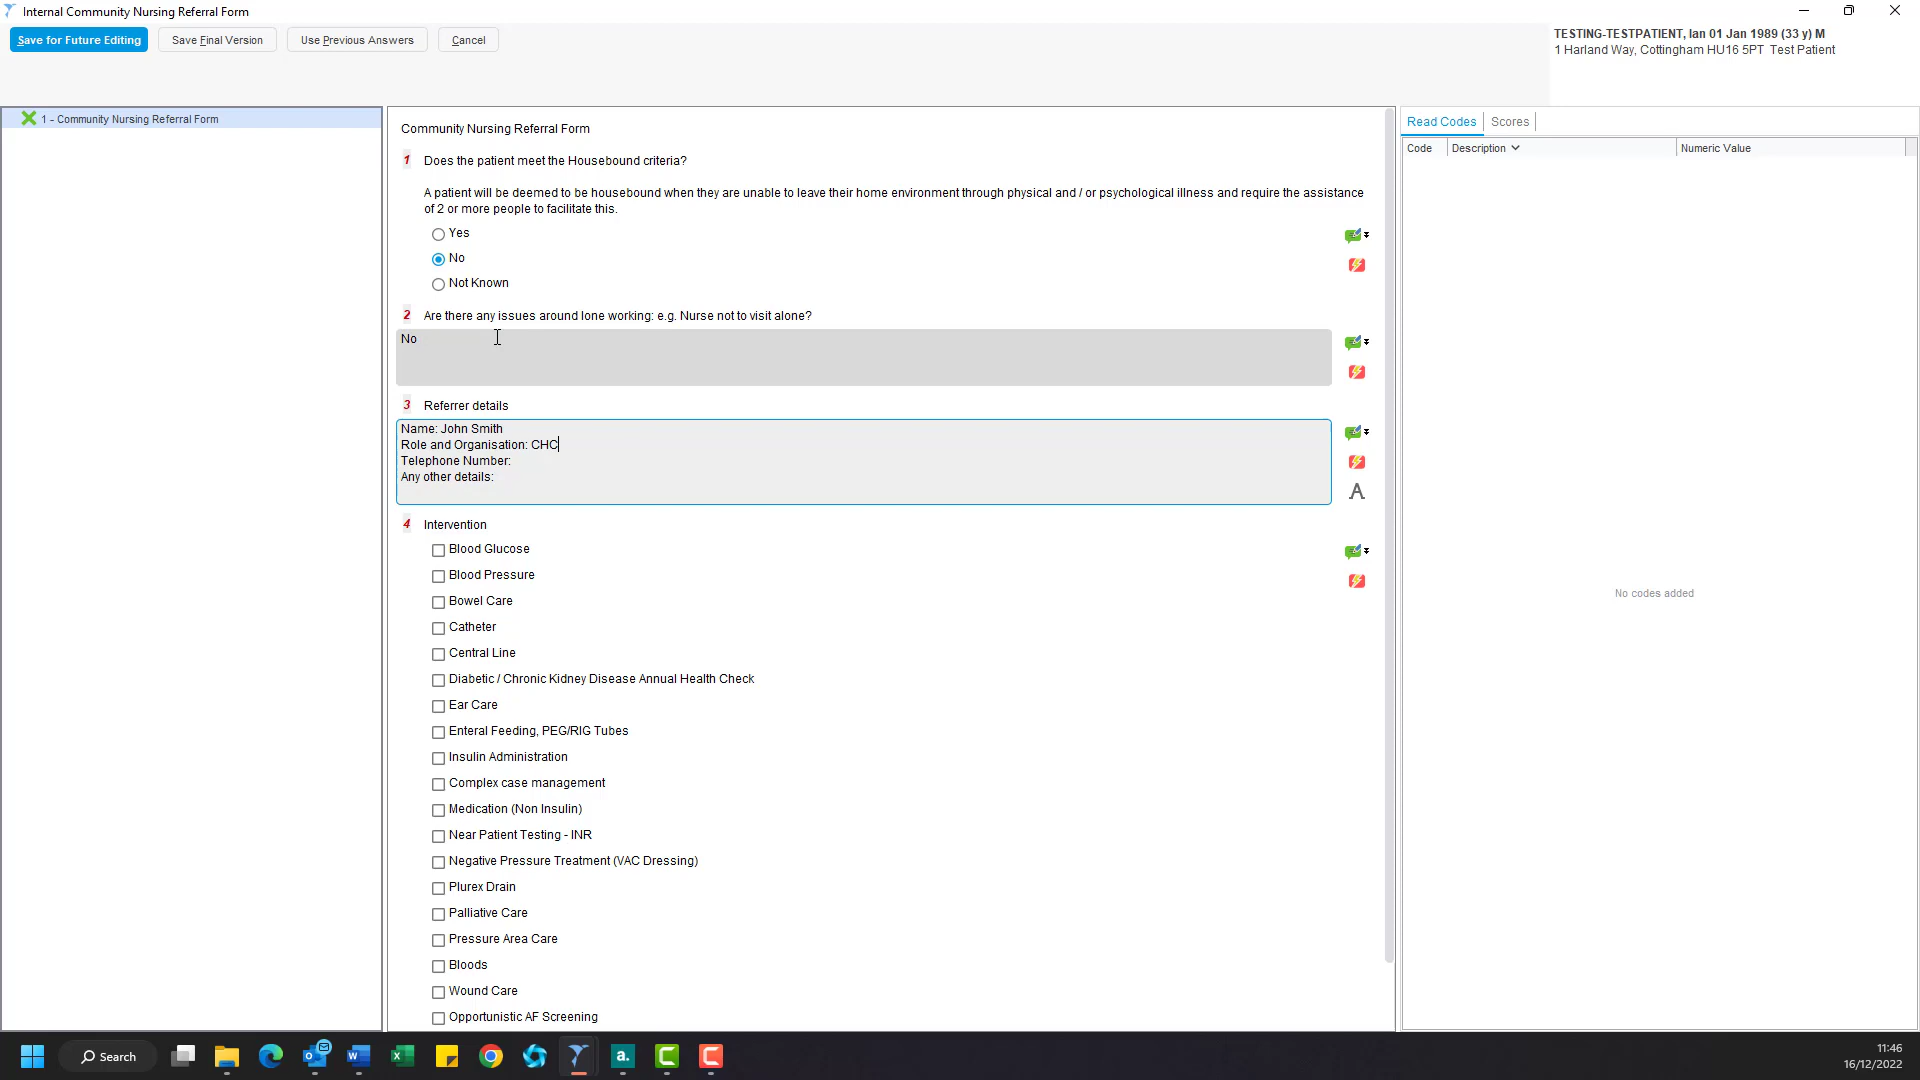 Internal Community Nursing Referral Form
Save for Future Editing
Save Final Version
Use Previous Answers
Cancel
TESTING-TESTPATIENT, Ian 01 Jan 1989 (33 y) M
1 Harland Way, Cottingham HU16 5PT Test Patient
1 - Community Nursing Referral Form
Community Nursing Referral Form
1 Does the patient meet the Housebound criteria?
A patient will be deemed to be housebound when they are unable to leave their home environment through physical and / or psychological illness and require the assistance
of 2 or more people to facilitate this.
Yes
No
Not Known
2 Are there any issues around lone working: e.g. Nurse not to visit alone?
No
3 Referrer details
Name: John Smith
Role and Organisation: CHC
Telephone Number:
Any other details:
A
4 Intervention
Blood Glucose
Blood Pressure
Bowel Care
Catheter
Central Line
Diabetic / Chronic Kidney Disease Annual Health Check
Ear Care
Enteral Feeding, PEG/RIG Tubes
Insulin Administration
Complex case management
Medication (Non Insulin)
Near Patient Testing - INR
Negative Pressure Treatment (VAC Dressing)
Plurex Drain
Palliative Care
Pressure Area Care
Bloods
Wound Care
Opportunistic AF Screening
Read Codes
Scores
Code
Description
Numeric Value
No codes added
Search
a.
11:46
16/12/2022